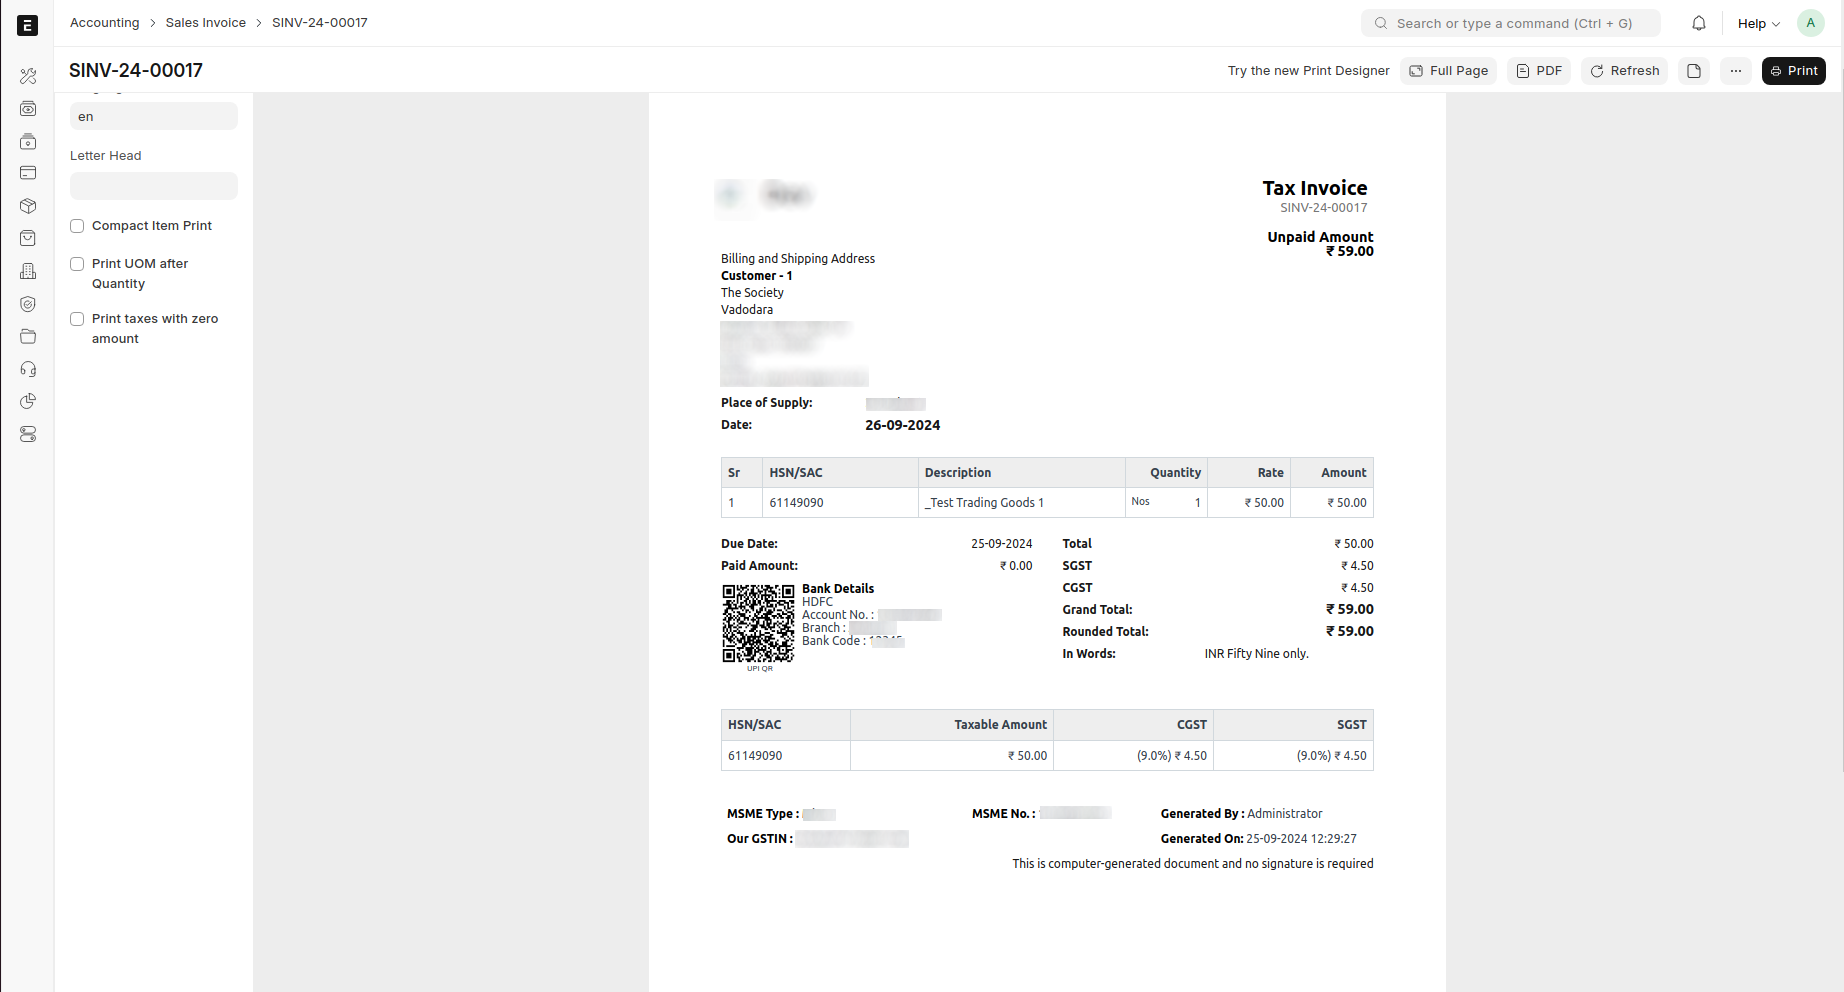 Accounting > Sales Invoice > SINV-24-00017
Search or type a command (Ctrl + G)
Help
A
SINV-24-00017
Try the new Print Designer
Full Page
PDF
Refresh
...
Print
en
Letter Head
Compact Item Print
Print UOM after
Quantity
Print taxes with zero
amount
Tax Invoice
SINV-24-00017
Unpaid Amount
₹ 59.00
Billing and Shipping Address
Customer - 1
The Society
Vadodara
Place of Supply:
Date: 26-09-2024
Sr HSN/SAC Description Quantity Rate Amount
1 61149090 _Test Trading Goods 1 Nos 1 ₹ 50.00 ₹ 50.00
Due Date: 25-09-2024
Paid Amount: ₹ 0.00
Bank Details
HDFC
Account No. :
Branch :
Bank Code :
UPI QR
Total ₹ 50.00
SGST ₹ 4.50
CGST ₹ 4.50
Grand Total: ₹ 59.00
Rounded Total: ₹ 59.00
In Words: INR Fifty Nine only.
HSN/SAC Taxable Amount CGST SGST
61149090 ₹ 50.00 (9.0%) ₹ 4.50 (9.0%) ₹ 4.50
MSME Type : MSME No. : Generated By : Administrator
Our GSTIN : Generated On: 25-09-2024 12:29:27
This is computer-generated document and no signature is required